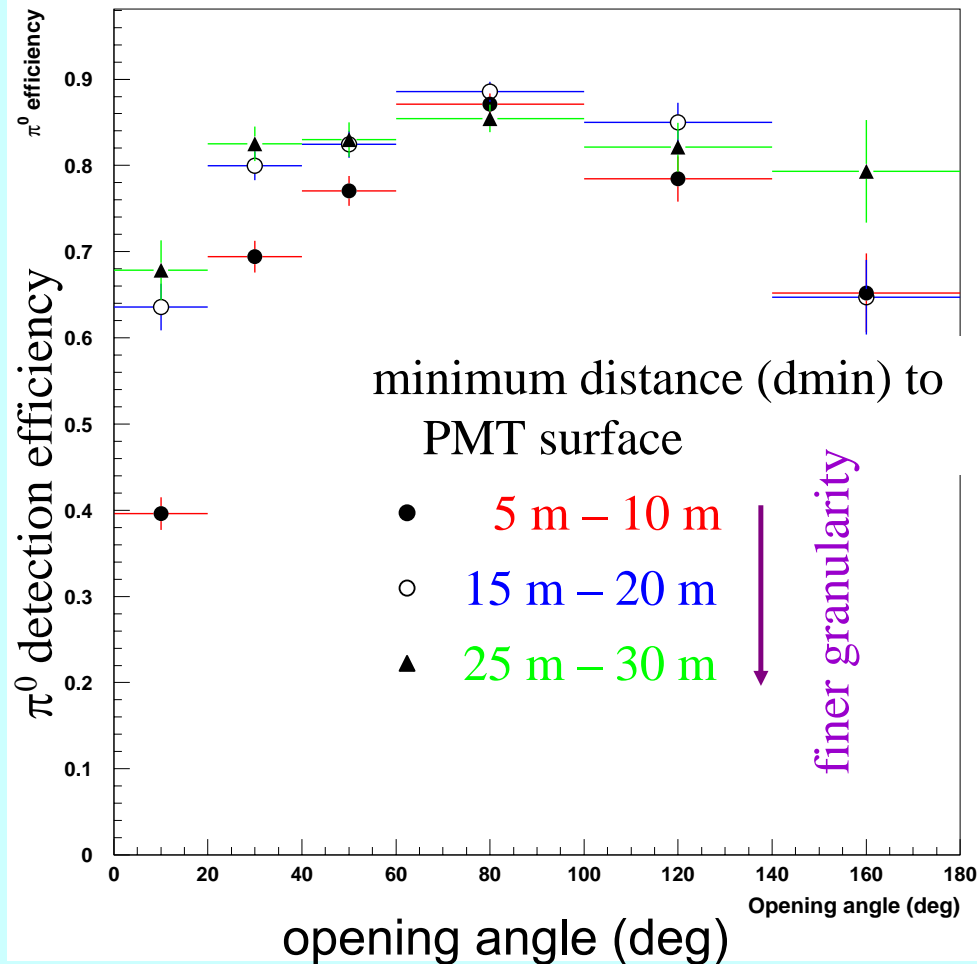 π⁰ efficiency
π⁰ detection efficiency
0.9
0.8
0.7
0.6
0.5
0.4
0.3
0.2
0.1
0
minimum distance (dmin) to
PMT surface
5 m – 10 m
15 m – 20 m
25 m – 30 m
finer granularity
0 20 40 60 80 100 120 140 160 180
Opening angle (deg)
opening angle (deg)